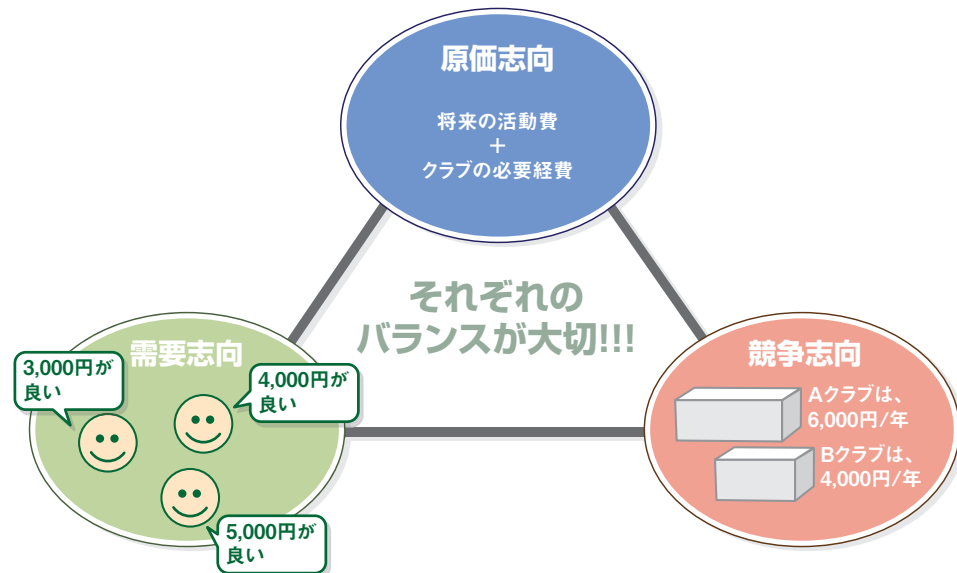 原価志向
将来の活動費
+
クラブの必要経費
それぞれの
バランスが大切!!!
需要志向
3,000円が
良い
4,000円が
良い
5,000円が
良い
競争志向
Aクラブは、
6,000円/年
Bクラブは、
4,000円/年